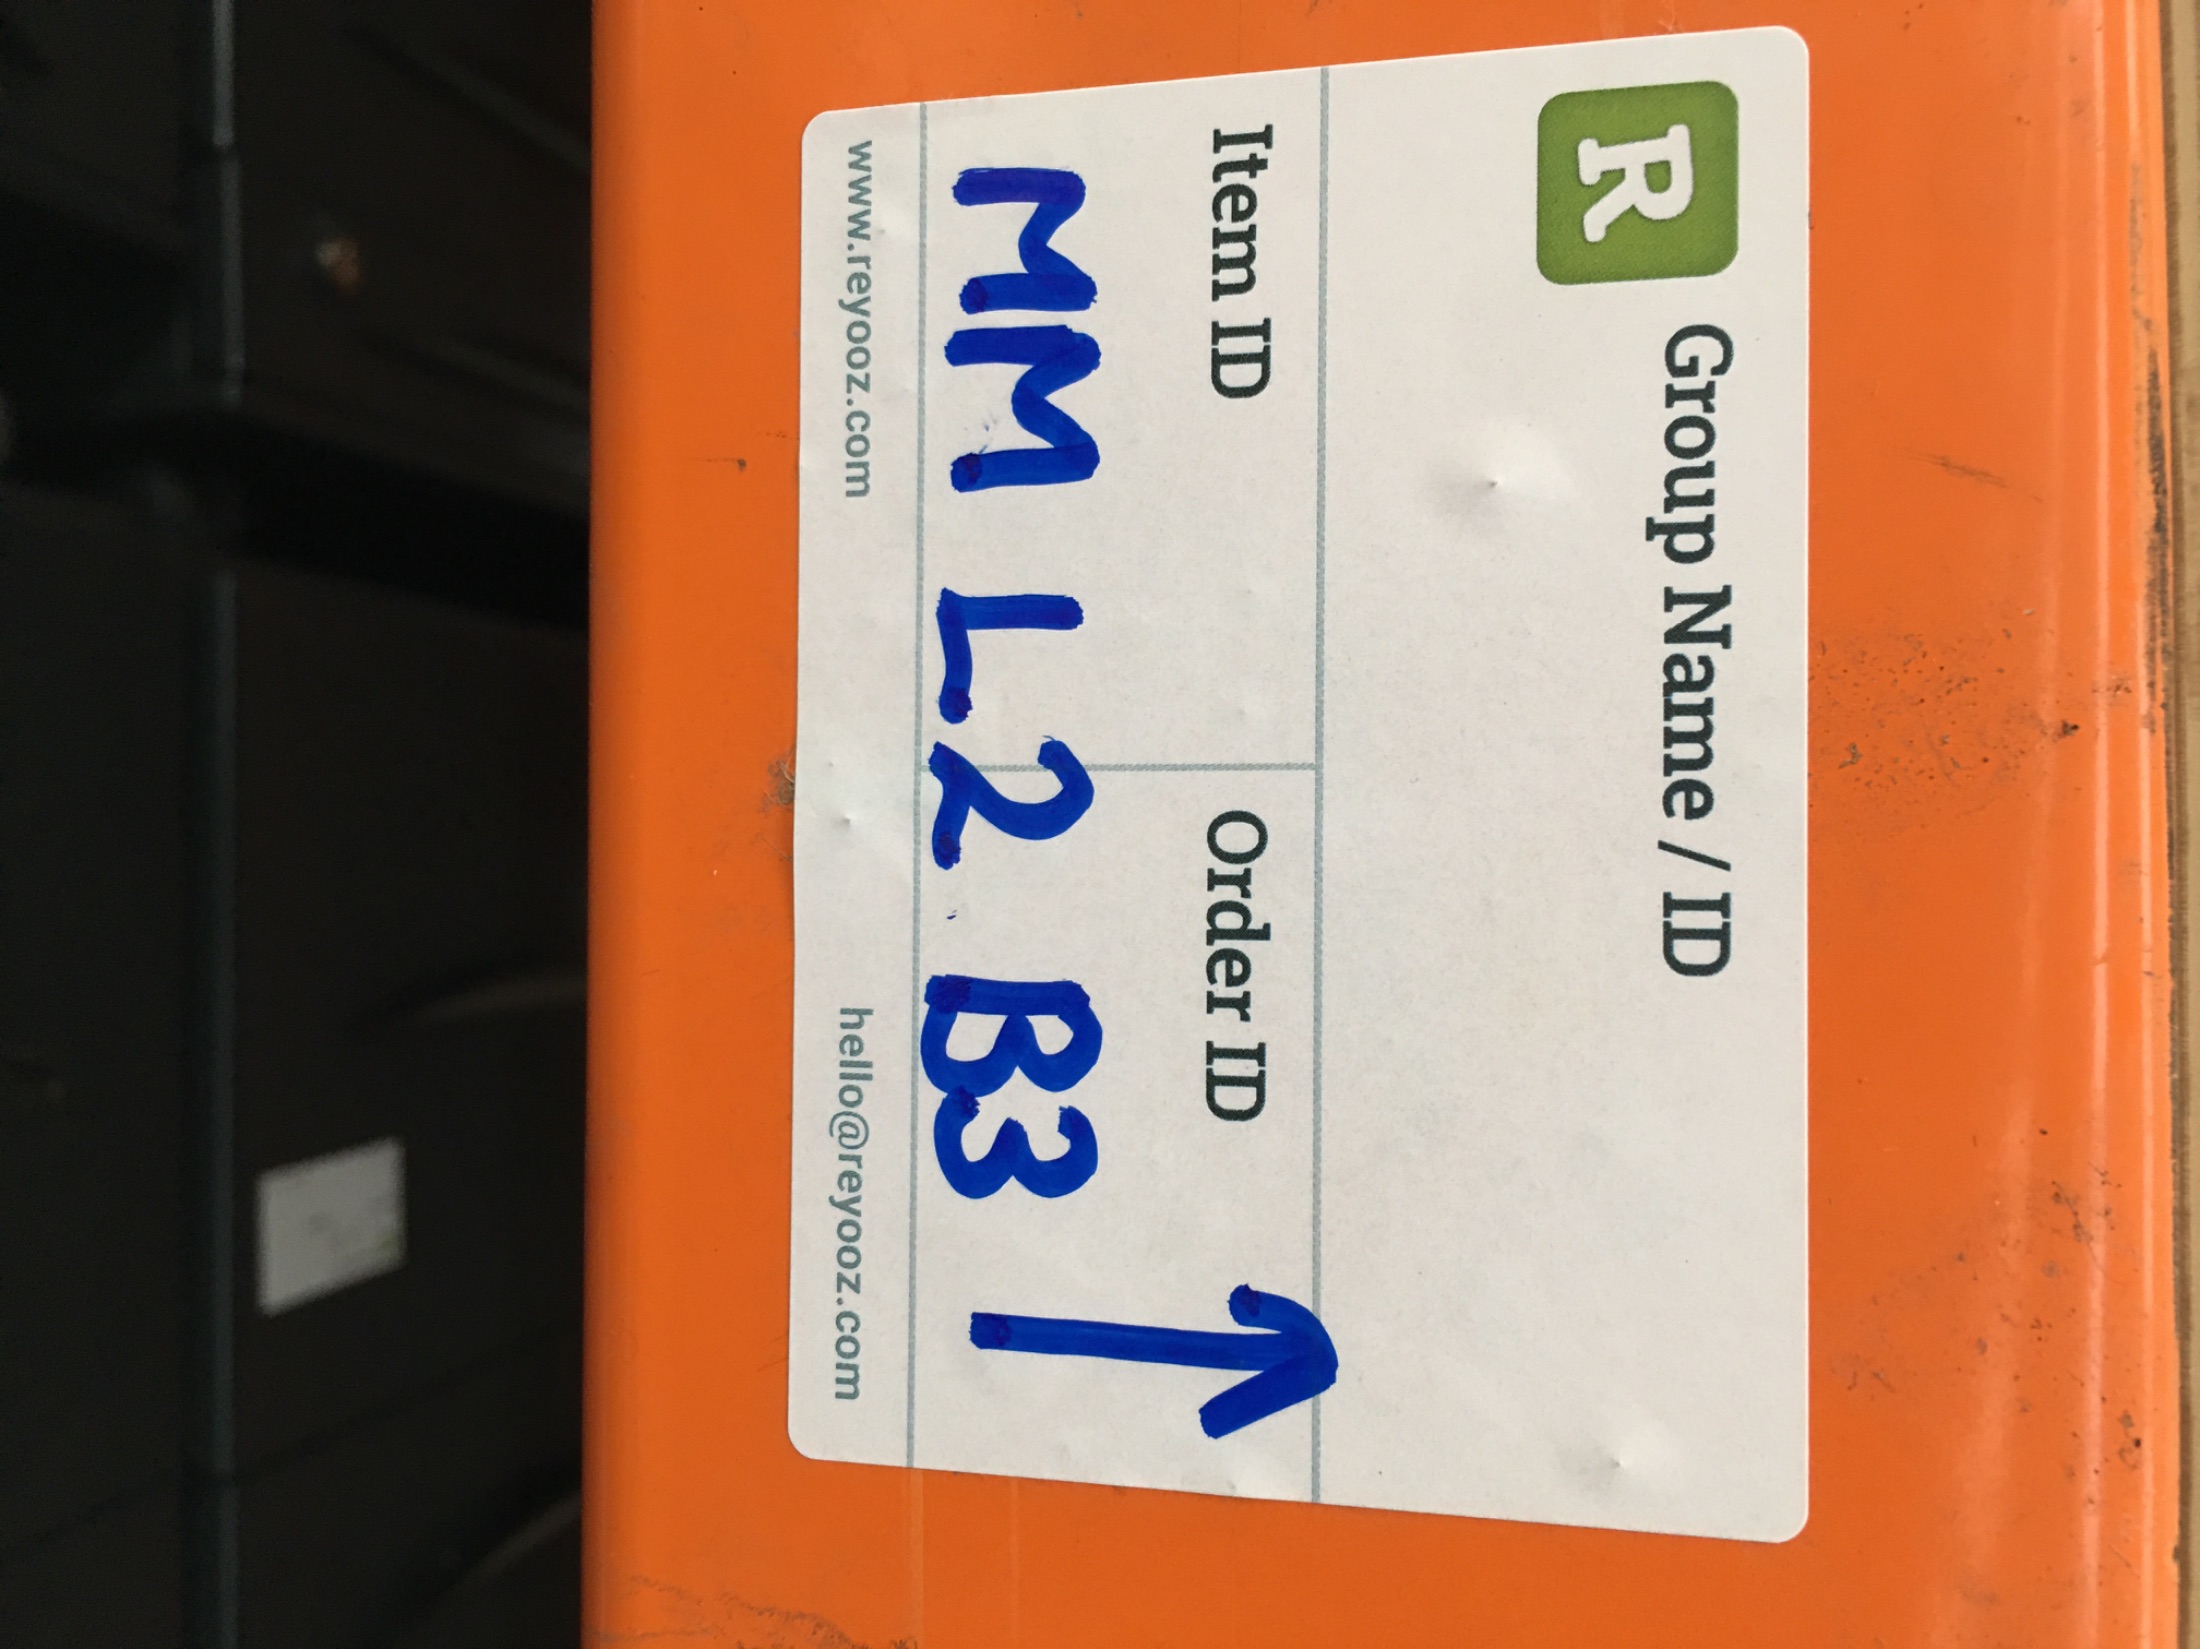 R Group Name / ID
Item ID Order ID
MM L2 B3 ↑
www.reyooz.com hello@reyooz.com